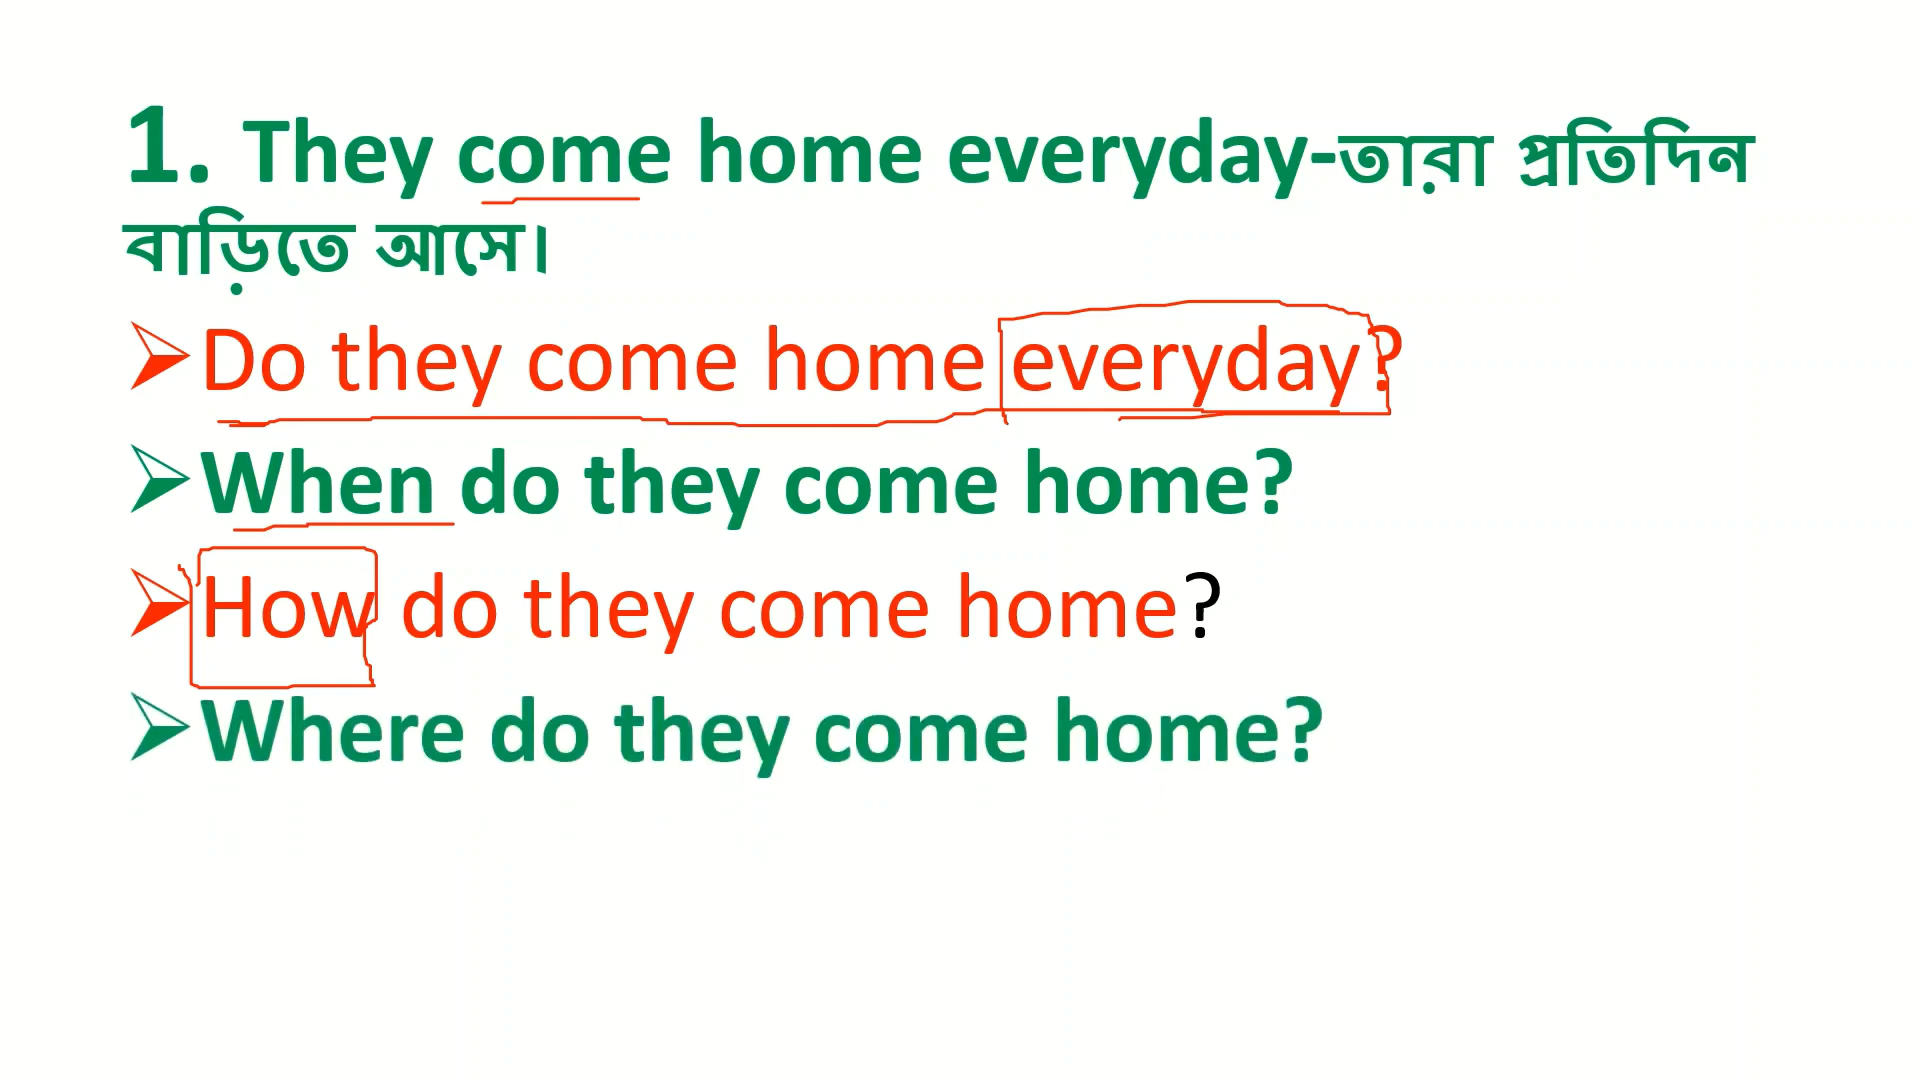 1. They come home everyday-তারা প্রতিদিন
বাড়িতে আসে।
➢Do they come home everyday?
➢When do they come home?
➢How do they come home?
➢Where do they come home?